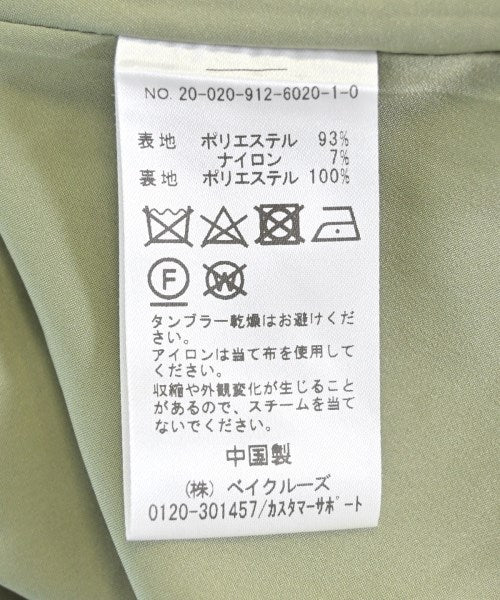 NO. 20-020-912-6020-1-0
表地 ポリエステル 93%
ナイロン 7%
裏地 ポリエステル 100%
F W
タンブラー乾燥はお避けくだ
さい。
アイロンは当て布を使用して
ください。
収縮や外観変化が生じること
があるので、スチームを当て
ないでください。
中国製
(株) ベイクルーズ
0120-301457/カスタマーサポート